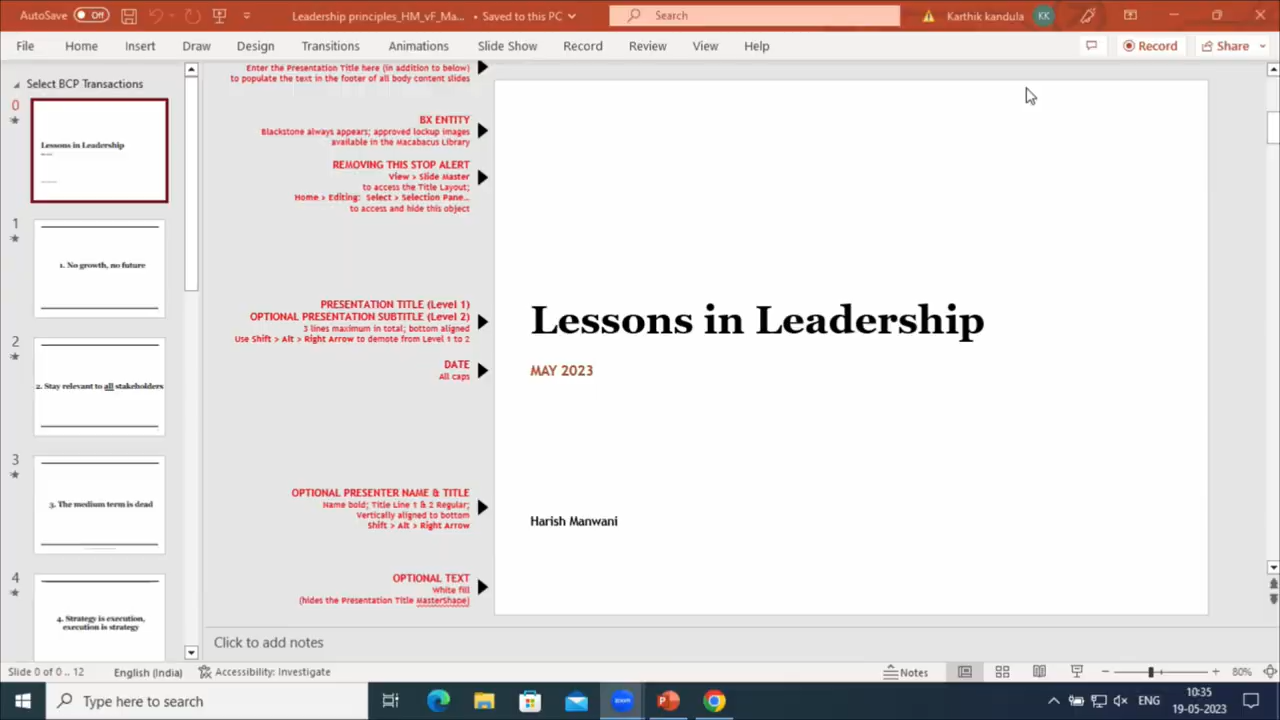 AutoSave Off Leadership principles_HM_vF_Ma... • Saved to this PC Search Karthik kandula KK
File Home Insert Draw Design Transitions Animations Slide Show Record Review View Help Record Share
Select BCP Transactions
0
Lessons in Leadership
1
1. No growth, no future
2
2. Stay relevant to all stakeholders
3
3. The medium term is dead
4
4. Strategy is execution,
execution is strategy
Enter the Presentation Title here (in addition to below)
to populate the text in the footer of all body content slides
BX ENTITY
Blackstone always appears; approved lockup images
available in the Macabacus Library
REMOVING THIS STOP ALERT
View > Slide Master
to access the Title Layout;
Home > Editing: Select > Selection Pane...
to access and hide this object
PRESENTATION TITLE (Level 1)
OPTIONAL PRESENTATION SUBTITLE (Level 2)
3 lines maximum in total; bottom aligned
Use Shift > Alt > Right Arrow to demote from Level 1 to 2
DATE
All caps
OPTIONAL PRESENTER NAME & TITLE
Name bold; Title Line 1 & 2 Regular;
Vertically aligned to bottom
Shift > Alt > Right Arrow
OPTIONAL TEXT
White fill
(hides the Presentation Title MasterShape)
Lessons in Leadership
MAY 2023
Harish Manwani
Click to add notes
Slide 0 of 0 .. 12 English (India) Accessibility: Investigate Notes 80%
Type here to search zoom ENG 10:35
19-05-2023